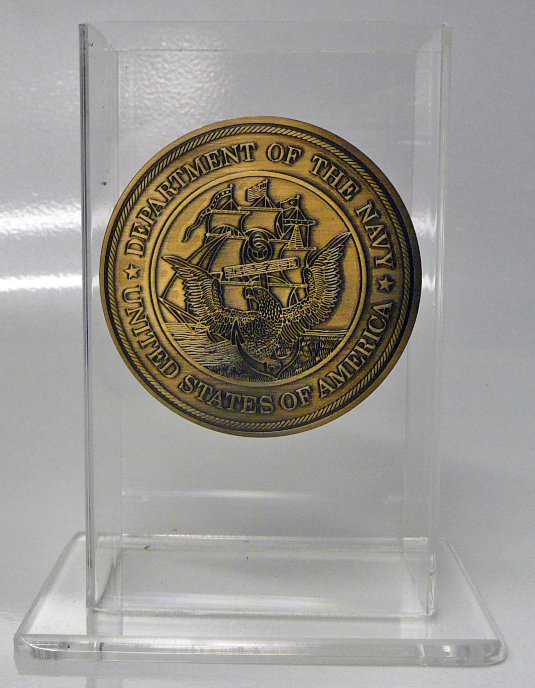 DEPARTMENT OF THE NAVY
UNITED STATES OF AMERICA